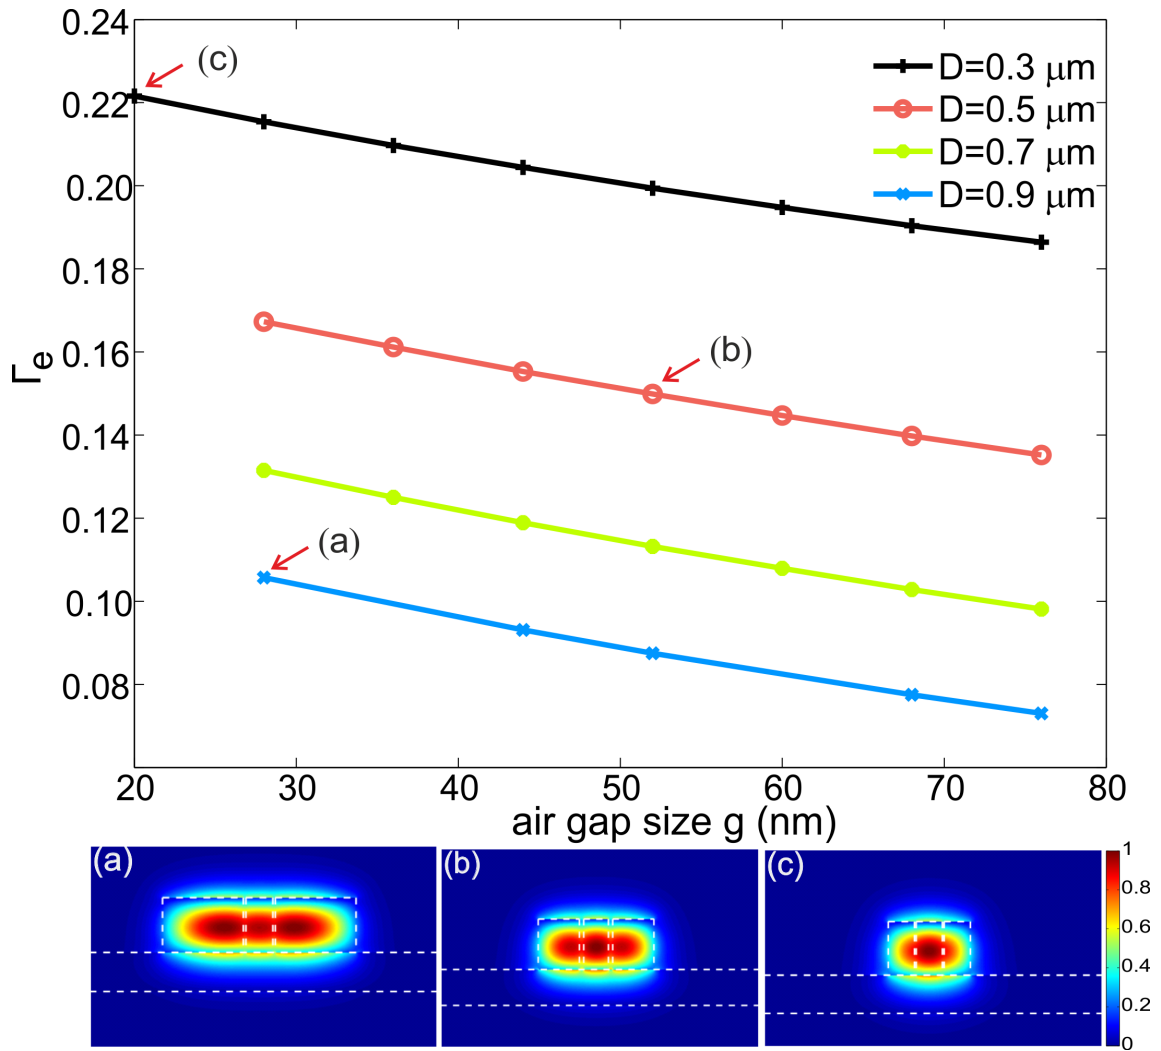 0.24
0.22
0.20
0.18
0.16
0.14
0.12
0.10
0.08
Γe
(c)
(b)
(a)
D=0.3 μm
D=0.5 μm
D=0.7 μm
D=0.9 μm
20 30 40 50 60 70 80
air gap size g (nm)
(a) (b) (c)
1
0.8
0.6
0.4
0.2
0